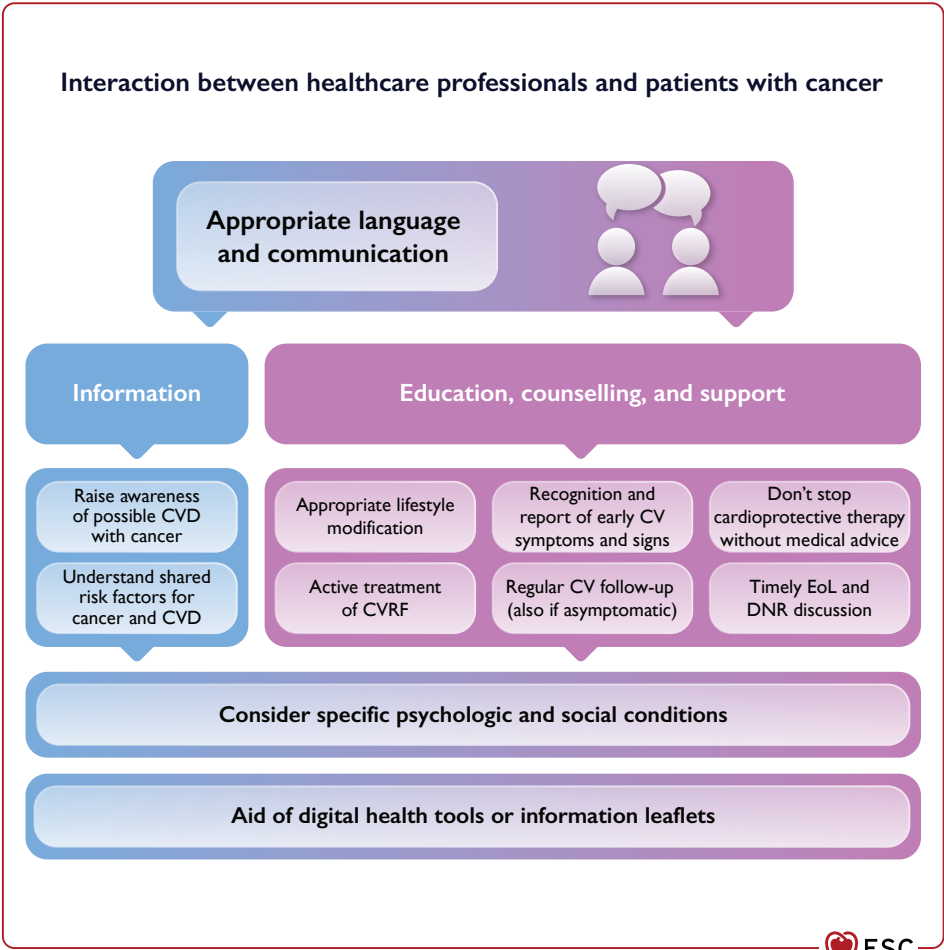 Interaction between healthcare professionals and patients with cancer
Appropriate language
and communication
Information
Education, counselling, and support
Raise awareness
of possible CVD
with cancer
Understand shared
risk factors for
cancer and CVD
Appropriate lifestyle
modification
Recognition and
report of early CV
symptoms and signs
Don't stop
cardioprotective therapy
without medical advice
Active treatment
of CVRF
Regular CV follow-up
(also if asymptomatic)
Timely EoL and
DNR discussion
Consider specific psychologic and social conditions
Aid of digital health tools or information leaflets
ESC